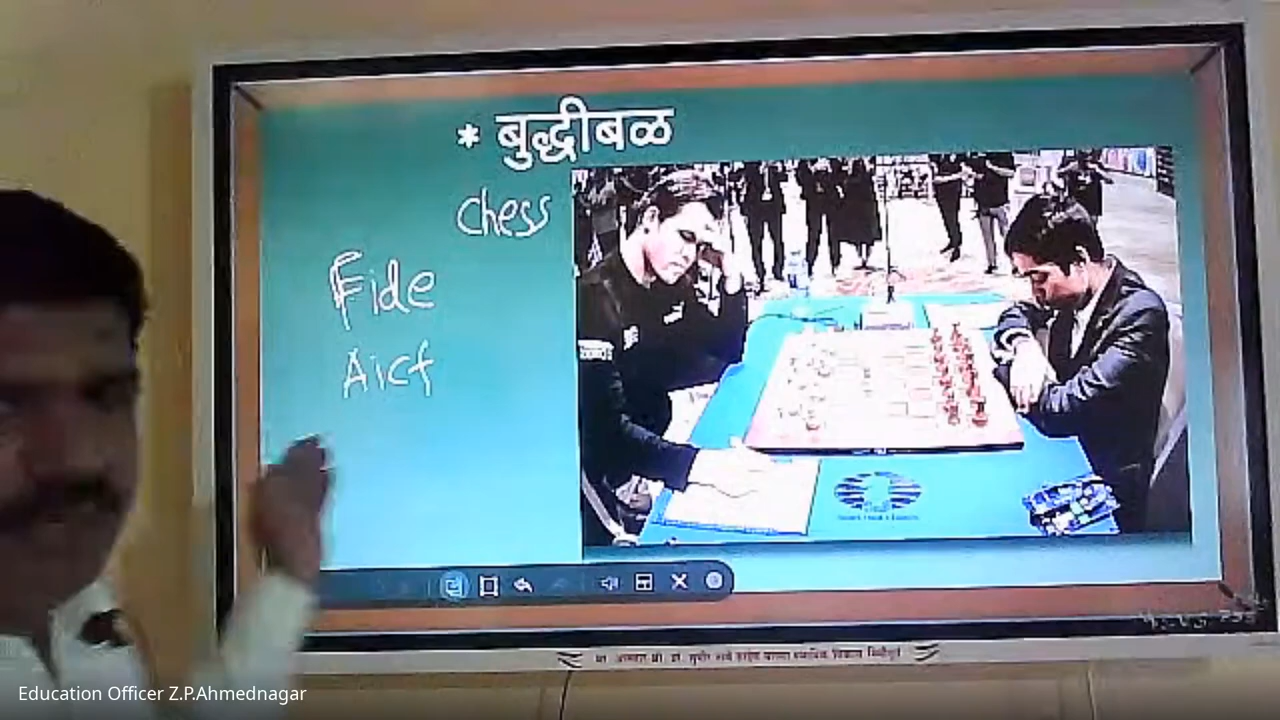 * बुद्धीबळ
chess
Fide
Aicf
Education Officer Z.P.Ahmednagar